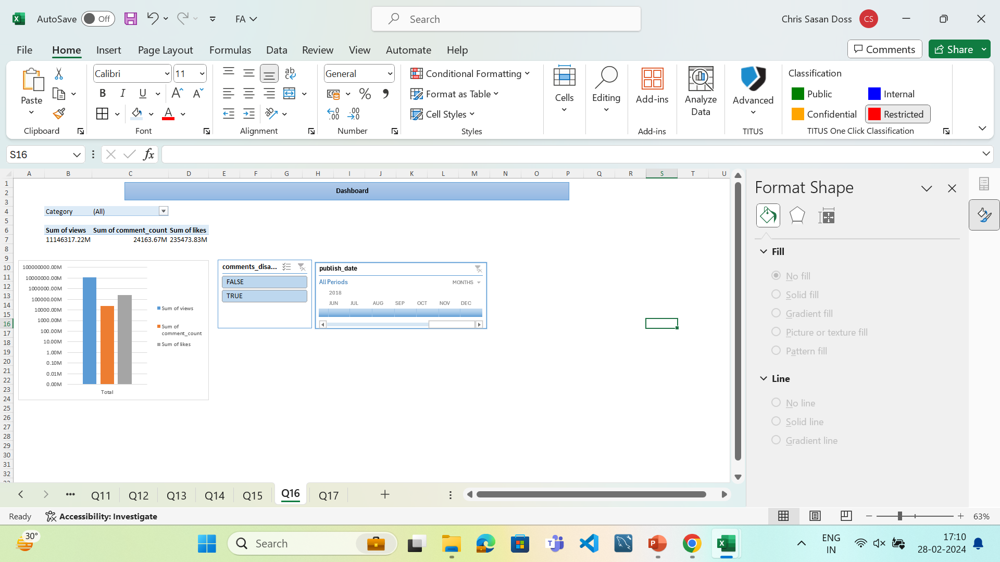 AutoSave Off FA Search Chris Sasan Doss CS
File Home Insert Page Layout Formulas Data Review View Automate Help Comments Share
Paste
Clipboard
Calibri 11
B I U A A
A
Font
ab
c
Alignment
General
% 9
.00
.00
Number
Conditional Formatting
Format as Table
Cell Styles
Styles
Cells
Editing
Add-ins
Add-ins
Analyze
Data
Advanced
TITUS
Classification
Public Internal
Confidential Restricted
TITUS One Click Classification
S16 fx
A B C D E F G H I J K L M N O P Q R S T U
1
2
3
4
5
6
7
8
9
10
11
12
13
14
15
16
17
18
19
20
21
22
23
24
25
26
27
28
29
30
31
32
Dashboard
Category (All)
Sum of views Sum of comment_count Sum of likes
11146317.22M 24163.67M 235473.83M
100000000.00M
10000000.00M
1000000.00M
100000.00M
10000.00M
1000.00M
100.00M
10.00M
1.00M
0.10M
0.01M
0.00M
Total
Sum of views
Sum of
comment_count
Sum of likes
comments_disa...
FALSE
TRUE
publish_date
All Periods MONTHS
2018
JUN JUL AUG SEP OCT NOV DEC
Format Shape
Fill
No fill
Solid fill
Gradient fill
Picture or texture fill
Pattern fill
Line
No line
Solid line
Gradient line
Q11 Q12 Q13 Q14 Q15 Q16 Q17
Ready Accessibility: Investigate 63%
30° Search
ENG
IN
17:10
28-02-2024